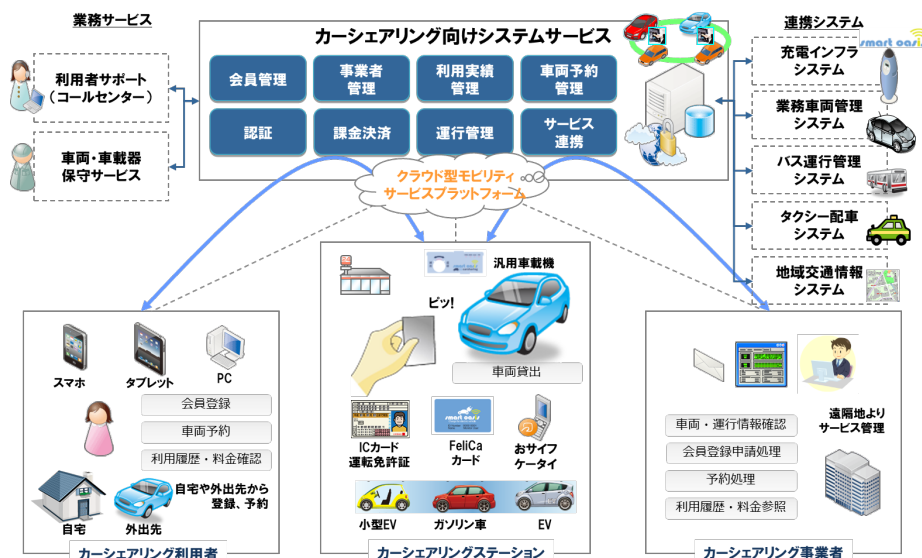 業務サービス
利用者サポート
(コールセンター)
車両・車載器
保守サービス
カーシェアリング向けシステムサービス
会員管理
事業者
管理
利用実績
管理
車両予約
管理
認証
課金決済
運行管理
サービス
連携
クラウド型モビリティ
サービスプラットフォーム
連携システム
smart oasis
充電インフラ
システム
業務車両管理
システム
バス運行管理
システム
タクシー配車
システム
地域交通情報
システム
スマホ
タブレット
PC
会員登録
車両予約
利用履歴・料金確認
自宅や外出先から
登録、予約
自宅
外出先
カーシェアリング利用者
汎用車載機
ピッ!
車両貸出
ICカード
運転免許証
smart oasis
FeliCa
カード
おサイフ
ケータイ
小型EV
ガソリン車
EV
カーシェアリングステーション
遠隔地より
サービス管理
車両・運行情報確認
会員登録申請処理
予約処理
利用履歴・料金参照
カーシェアリング事業者